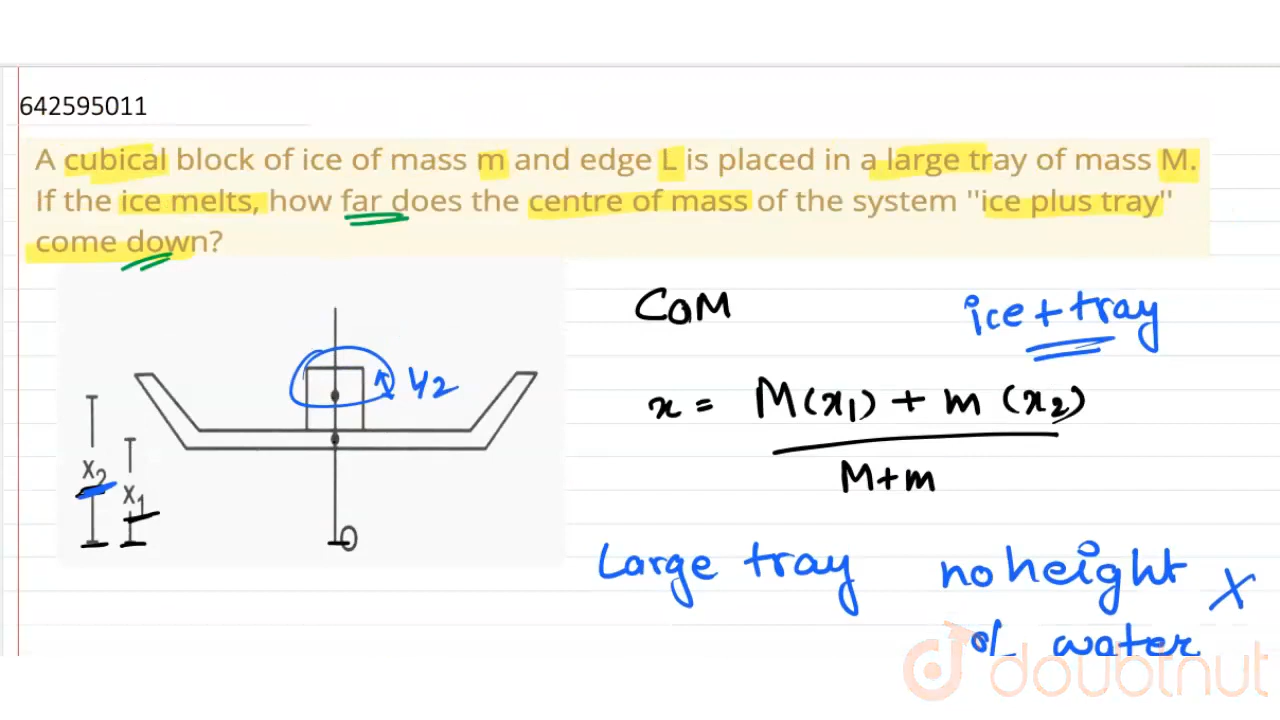 642595011
A cubical block of ice of mass m and edge L is placed in a large tray of mass M.
If the ice melts, how far does the centre of mass of the system ''ice plus tray''
come down?
COM
ice + tray
L/2
x = M(x₁) + m (x₂)
M+m
x₂
x₁
O
Large tray no height X
of water
doubtnut